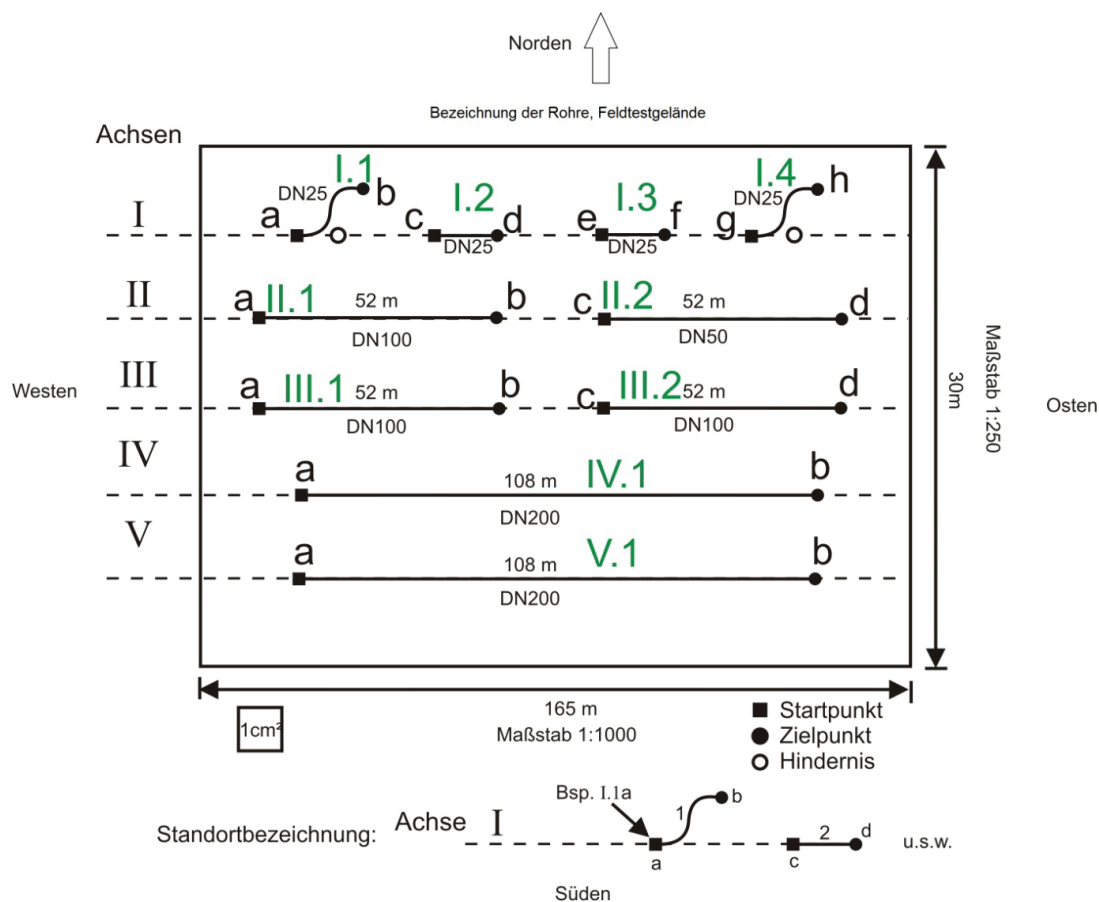 Norden
Bezeichnung der Rohre, Feldtestgelände
Achsen
I
a DN25 I.1 b
c I.2 d
DN25
e I.3 f
DN25
g DN25 I.4 h
II
a II.1 52 m b
DN100
c II.2 52 m d
DN50
Westen
III
a III.1 52 m b
DN100
c III.2 52 m d
DN100
30m
Maßstab 1:250
Osten
IV
a 108 m IV.1 b
DN200
V
a 108 m V.1 b
DN200
1cm²
165 m
Maßstab 1:1000
Startpunkt
Zielpunkt
Hindernis
Standortbezeichnung: Achse I
Bsp. I.1a
1 b
a
2 d
c
u.s.w.
Süden